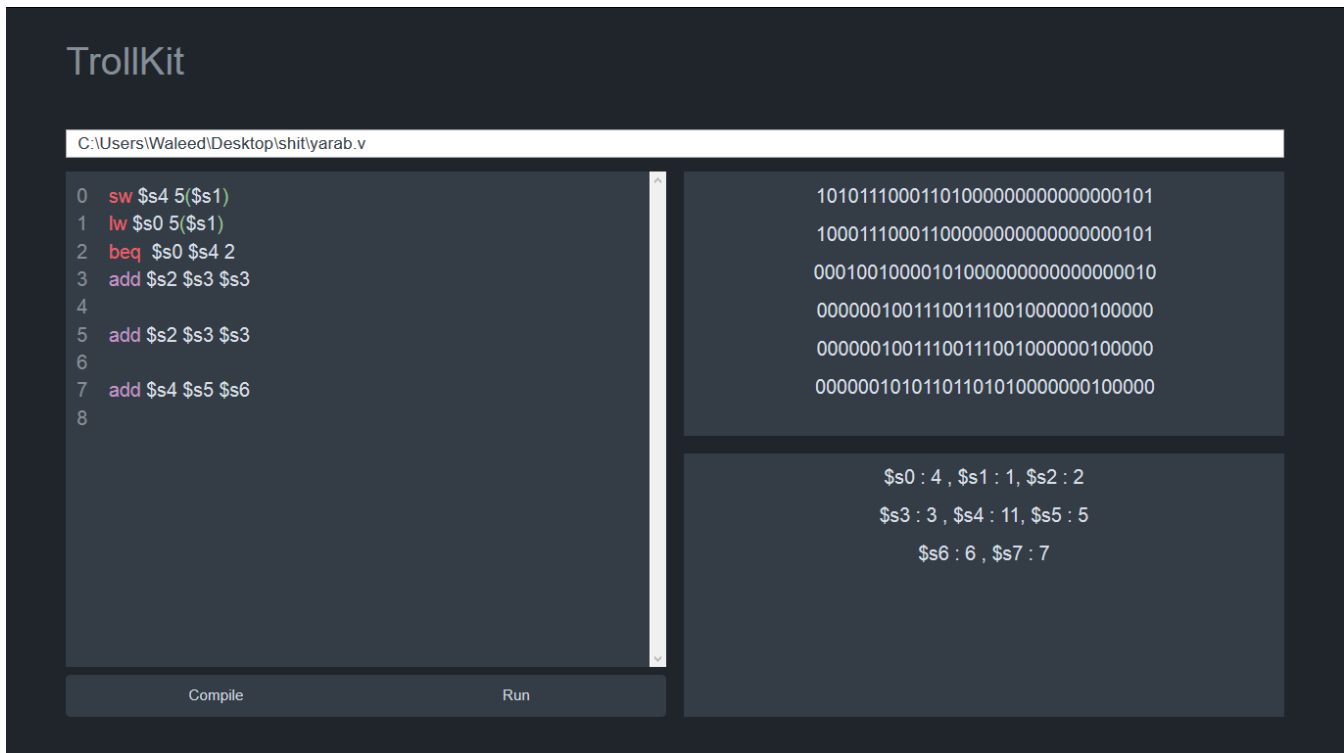 TrollKit
C:\Users\Waleed\Desktop\shit\yarab.v
0 sw $s4 5($s1)
1 lw $s0 5($s1)
2 beq $s0 $s4 2
3 add $s2 $s3 $s3
4
5 add $s2 $s3 $s3
6
7 add $s4 $s5 $s6
8
Compile Run
10101110001101000000000000000101
10001110001100000000000000000101
00010010000101000000000000000010
00000010011100111001000000100000
00000010011100111001000000100000
00000010101101101010000000100000
$s0 : 4 , $s1 : 1, $s2 : 2
$s3 : 3 , $s4 : 11, $s5 : 5
$s6 : 6 , $s7 : 7